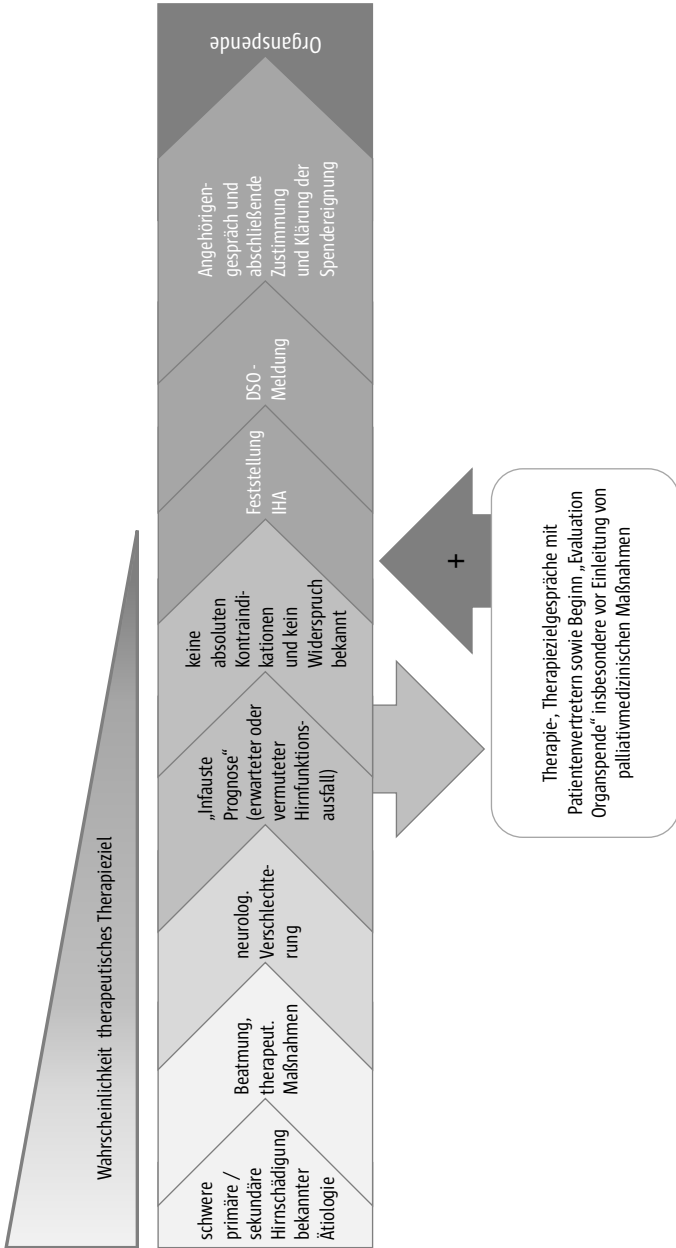 Wahrscheinlichkeit therapeutisches Therapieziel
schwere
primäre /
sekundäre
Hirnschädigung
bekannter
Ätiologie
Beatmung,
therapeut.
Maßnahmen
neurolog.
Verschlechte-
rung
„Infauste
Prognose“
(erwarteter oder
vermuteter
Hirnfunktions-
ausfall)
keine
absoluten
Kontraindi-
kationen
und kein
Widerspruch
bekannt
Feststellung
IHA
DSO -
Meldung
Angehörigen-
gespräch und
abschließende
Zustimmung
und Klärung der
Spendereignung
Organspende
+
Therapie-, Therapiezielgespräche mit
Patientenvertretern sowie Beginn „Evaluation
Organspende“ insbesondere vor Einleitung von
palliativmedizinischen Maßnahmen